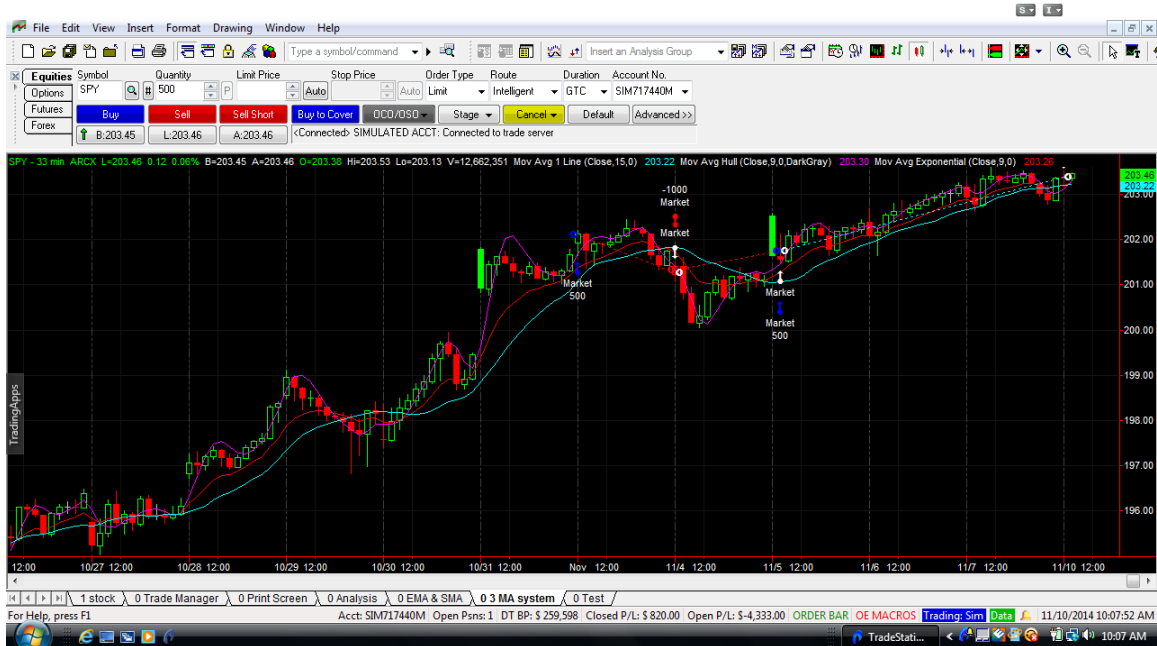 S I
File Edit View Insert Format Drawing Window Help
Type a symbol/command Insert an Analysis Group
Equities Symbol Quantity Limit Price Stop Price Order Type Route Duration Account No.
Options SPY # 500 P Auto Auto Limit Intelligent GTC SIM717440M
Futures Buy Sell Sell Short Buy to Cover OCO/OSO Stage Cancel Default Advanced >>
Forex B:203.45 L:203.46 A:203.46 <Connected> SIMULATED ACCT: Connected to trade server
SPY - 33 min ARCX L=203.46 0.12 0.06% B=203.45 A=203.46 O=203.38 Hi=203.53 Lo=203.13 V=12,662,351 Mov Avg 1 Line (Close,15,0) 203.22 Mov Avg Hull (Close,9,0,DarkGray) 203.30 Mov Avg Exponential (Close,9,0) 203.26
203.46
203.22
203.00
-1000
Market
Market
202.00
Market
500
201.00
Market
Market
500
200.00
199.00
198.00
197.00
196.00
TradingApps
12:00 10/27 12:00 10/28 12:00 10/29 12:00 10/30 12:00 10/31 12:00 Nov 12:00 11/4 12:00 11/5 12:00 11/6 12:00 11/7 12:00 11/10 12:00
1 stock 0 Trade Manager 0 Print Screen 0 Analysis 0 EMA & SMA 0 3 MA system 0 Test
For Help, press F1 Acct: SIM717440M Open Psns: 1 DT BP: $ 259,598 Closed P/L: $ 820.00 Open P/L: $-4,333.00 ORDER BAR OE MACROS Trading: Sim Data 11/10/2014 10:07:52 AM
TradeStati... 10:07 AM